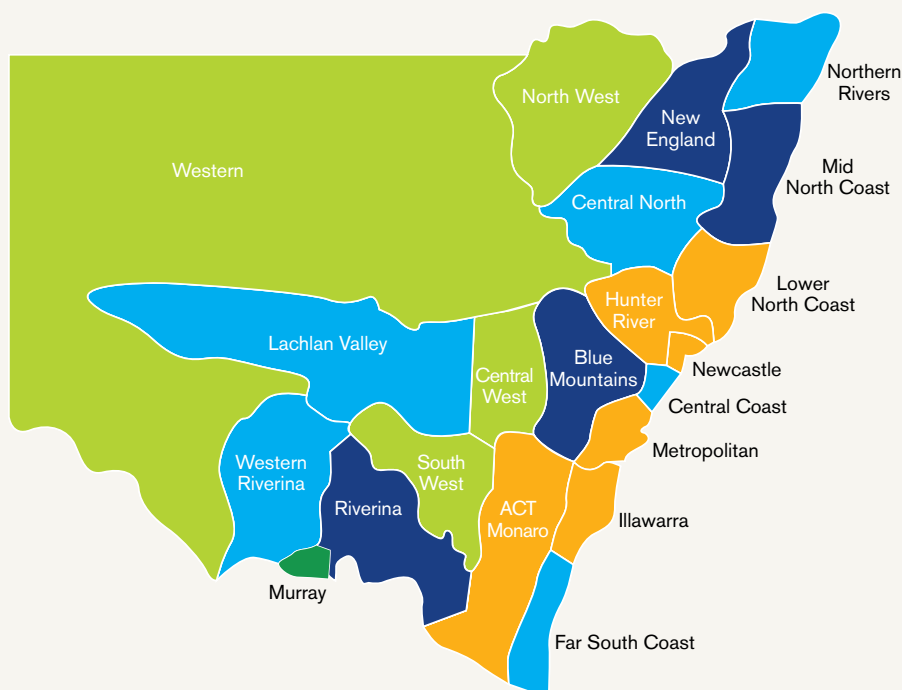 Northern
Rivers
North West
New
England
Western
Mid
North Coast
Central North
Lower
North Coast
Hunter
River
Lachlan Valley
Blue
Mountains
Newcastle
Central
West
Central Coast
Metropolitan
Western
Riverina
South
West
Riverina
ACT
Monaro
Illawarra
Murray
Far South Coast